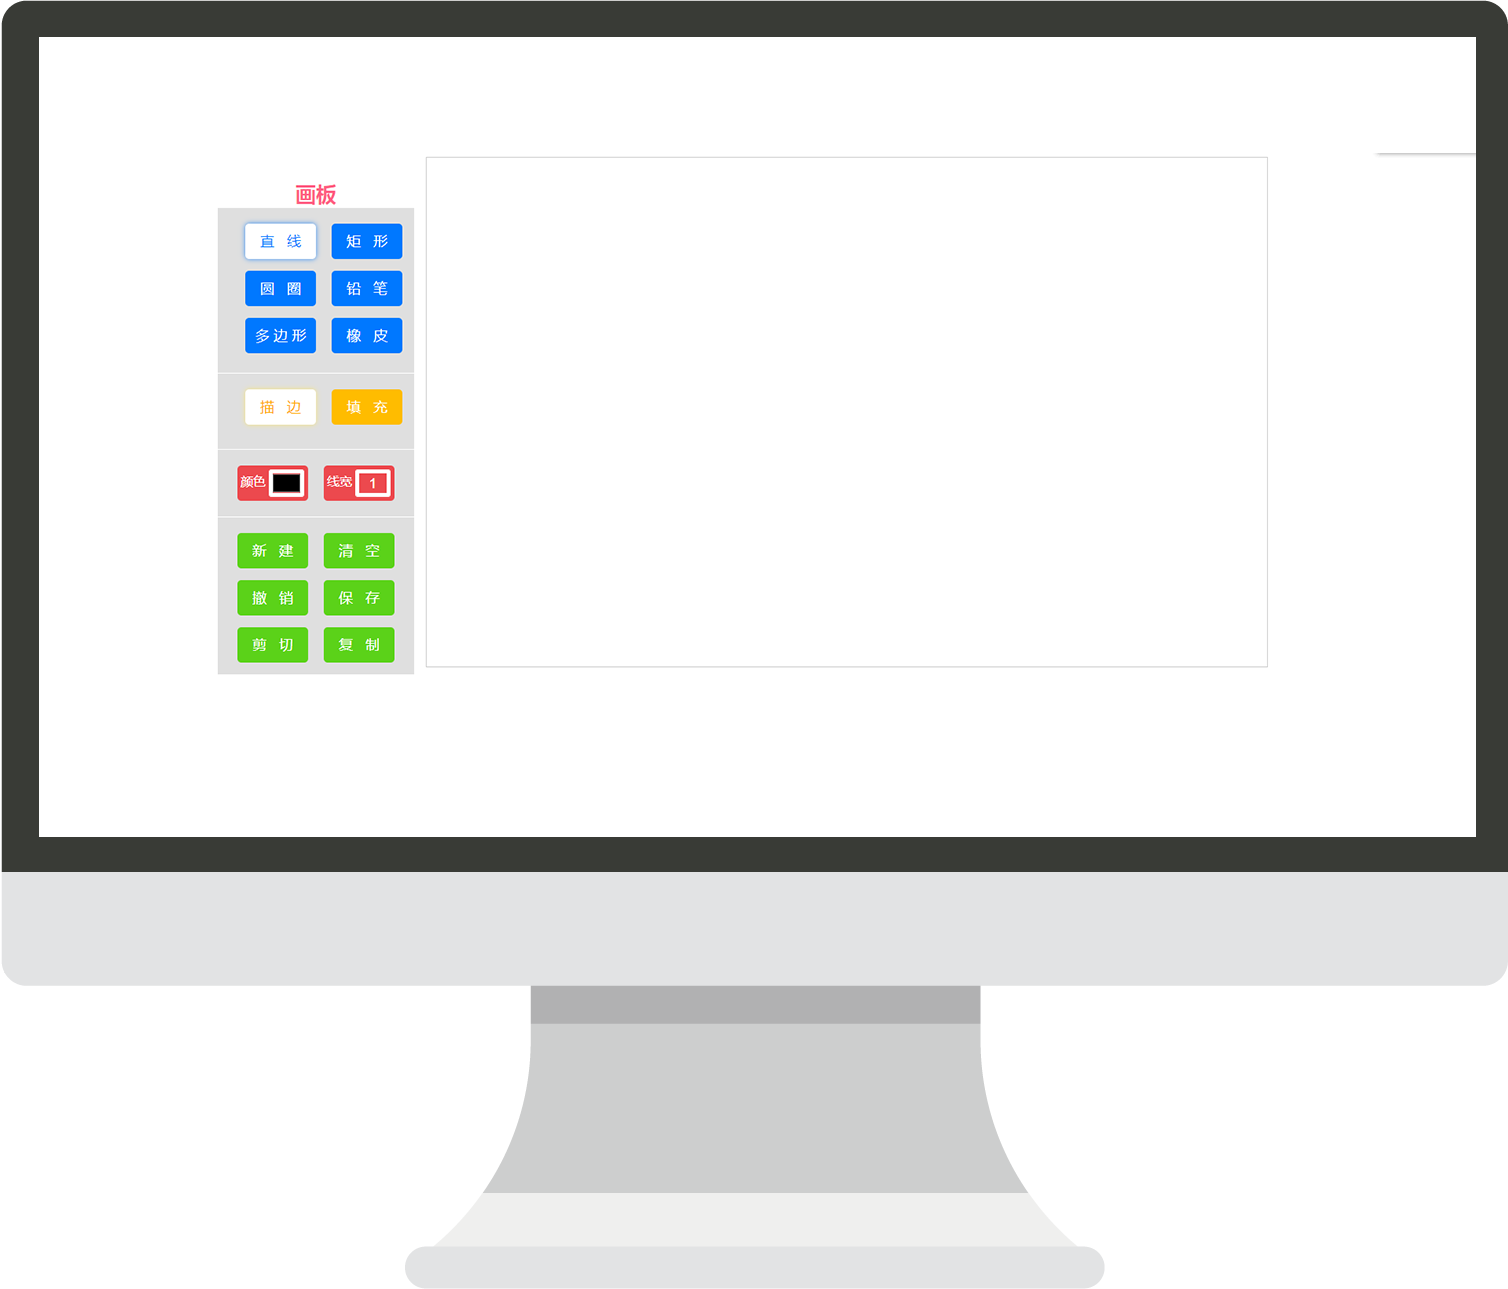 画板
直 线 矩 形
圆 圈 铅 笔
多边形 橡 皮
描 边 填 充
颜色 线宽 1
新 建 清 空
撤 销 保 存
剪 切 复 制